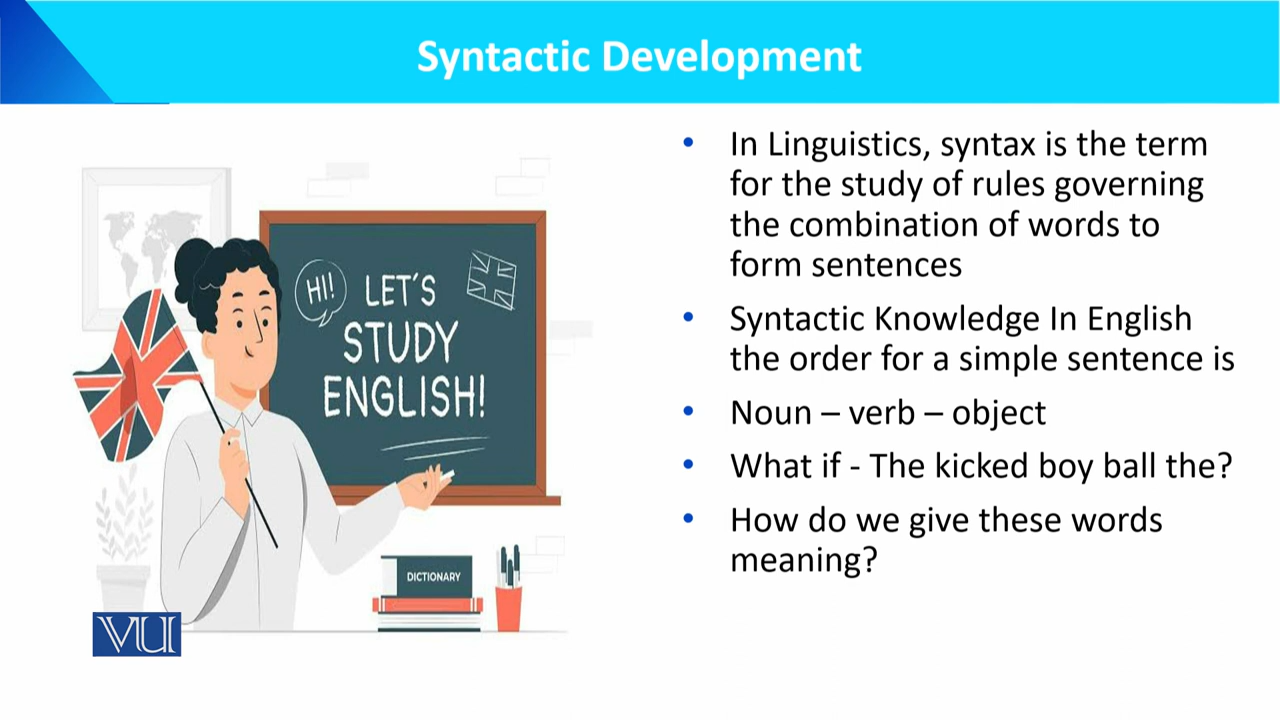 Syntactic Development
HI!
LET'S
STUDY
ENGLISH!
DICTIONARY
VU
• In Linguistics, syntax is the term
for the study of rules governing
the combination of words to
form sentences
• Syntactic Knowledge In English
the order for a simple sentence is
• Noun – verb – object
• What if - The kicked boy ball the?
• How do we give these words
meaning?